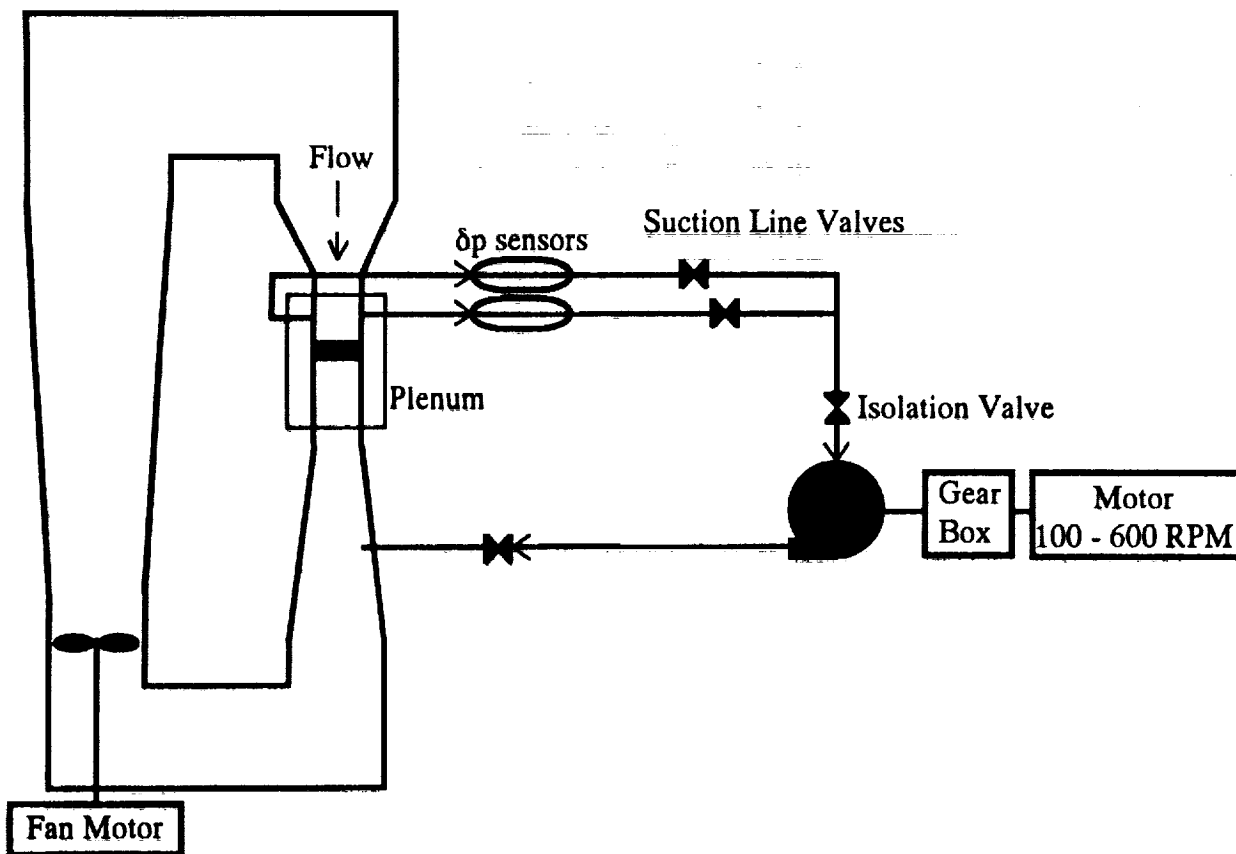 Flow
Suction Line Valves
δp sensors
Plenum
Isolation Valve
Gear
Box
Motor
100 - 600 RPM
Fan Motor